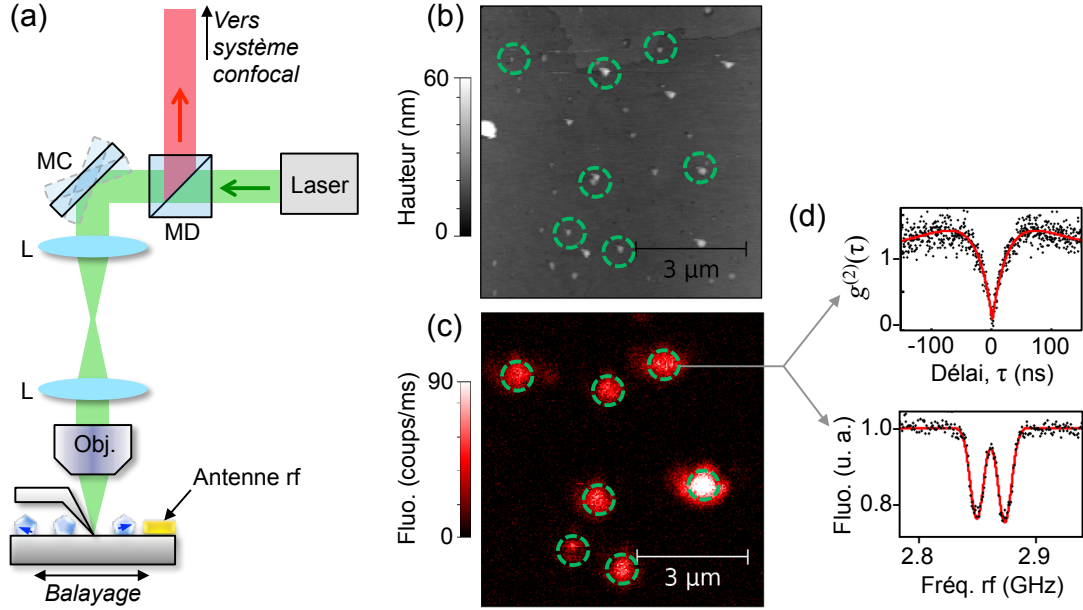 (a)
Vers
système
confocal
MC
MD
Laser
L
L
Obj.
Antenne rf
Balayage
(b)
60
0
Hauteur (nm)
3 µm
(c)
90
0
Fluo. (coups/ms)
3 µm
(d)
g(2)(τ)
1
0
-100 0 100
Délai, τ (ns)
Fluo. (u. a.)
1.0
0.8
2.8 2.9
Fréq. rf (GHz)